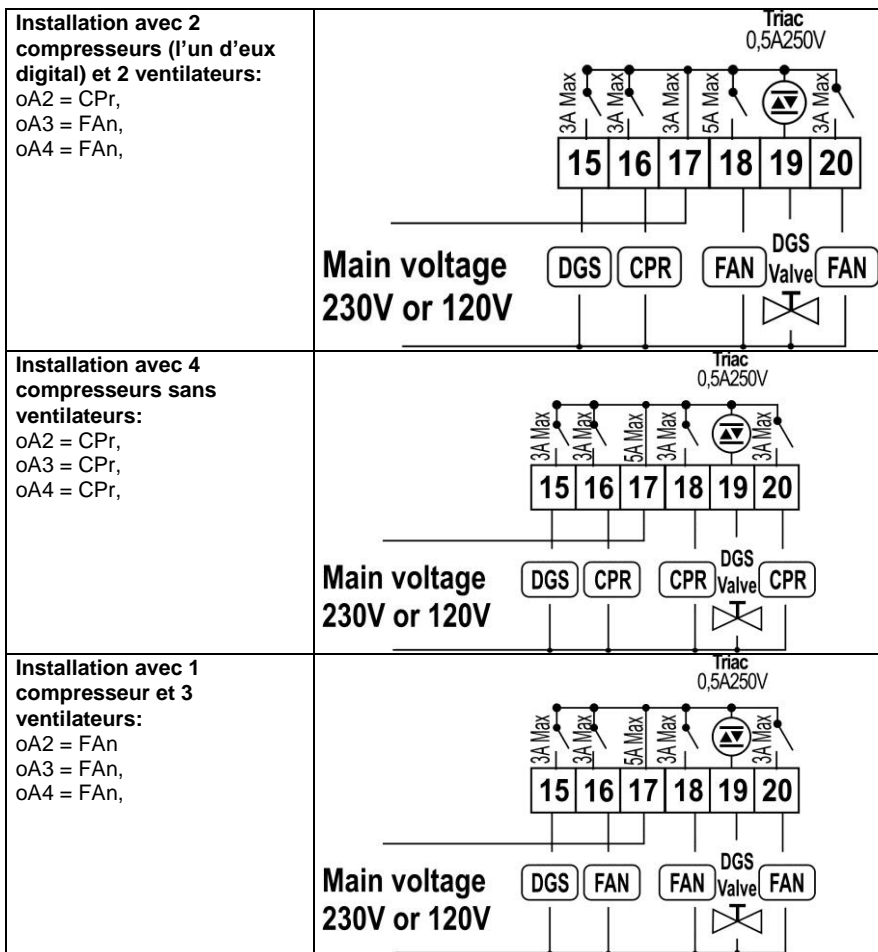 Installation avec 2
compresseurs (l'un d'eux
digital) et 2 ventilateurs:
oA2 = CPr,
oA3 = FAn,
oA4 = FAn,
Triac
0,5A250V
3A Max 3A Max 3A Max 5A Max 3A Max
15 16 17 18 19 20
DGS CPR FAN DGS Valve FAN
Main voltage
230V or 120V
Installation avec 4
compresseurs sans
ventilateurs:
oA2 = CPr,
oA3 = CPr,
oA4 = CPr,
Triac
0,5A250V
3A Max 3A Max 5A Max 3A Max 3A Max
15 16 17 18 19 20
DGS CPR CPR DGS Valve CPR
Main voltage
230V or 120V
Installation avec 1
compresseur et 3
ventilateurs:
oA2 = FAn
oA3 = FAn,
oA4 = FAn,
Triac
0,5A250V
3A Max 3A Max 5A Max 3A Max 3A Max
15 16 17 18 19 20
DGS FAN FAN DGS Valve FAN
Main voltage
230V or 120V